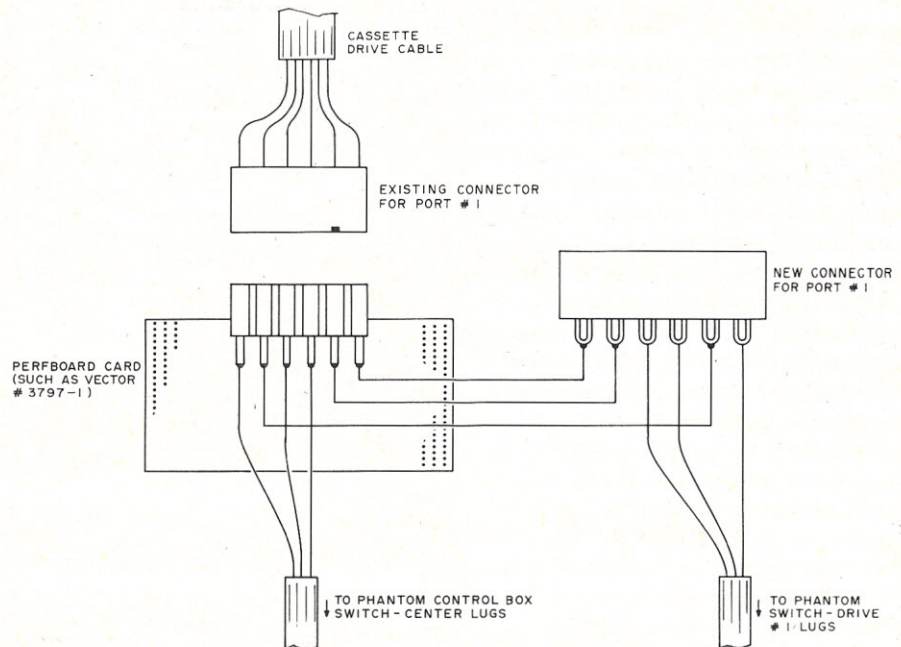 CASSETTE
DRIVE CABLE
EXISTING CONNECTOR
FOR PORT #1
NEW CONNECTOR
FOR PORT #1
PERFBOARD CARD
(SUCH AS VECTOR
#3797-1)
TO PHANTOM CONTROL BOX
SWITCH-CENTER LUGS
TO PHANTOM
SWITCH-DRIVE
#1 LUGS